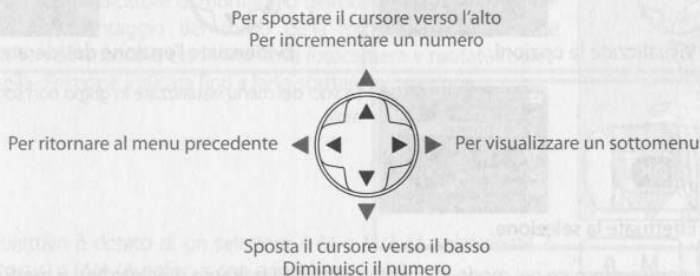 Per spostare il cursore verso l'alto
Per incrementare un numero
Per ritornare al menu precedente
Per visualizzare un sottomenu
Sposta il cursore verso il basso
Diminuisci il numero